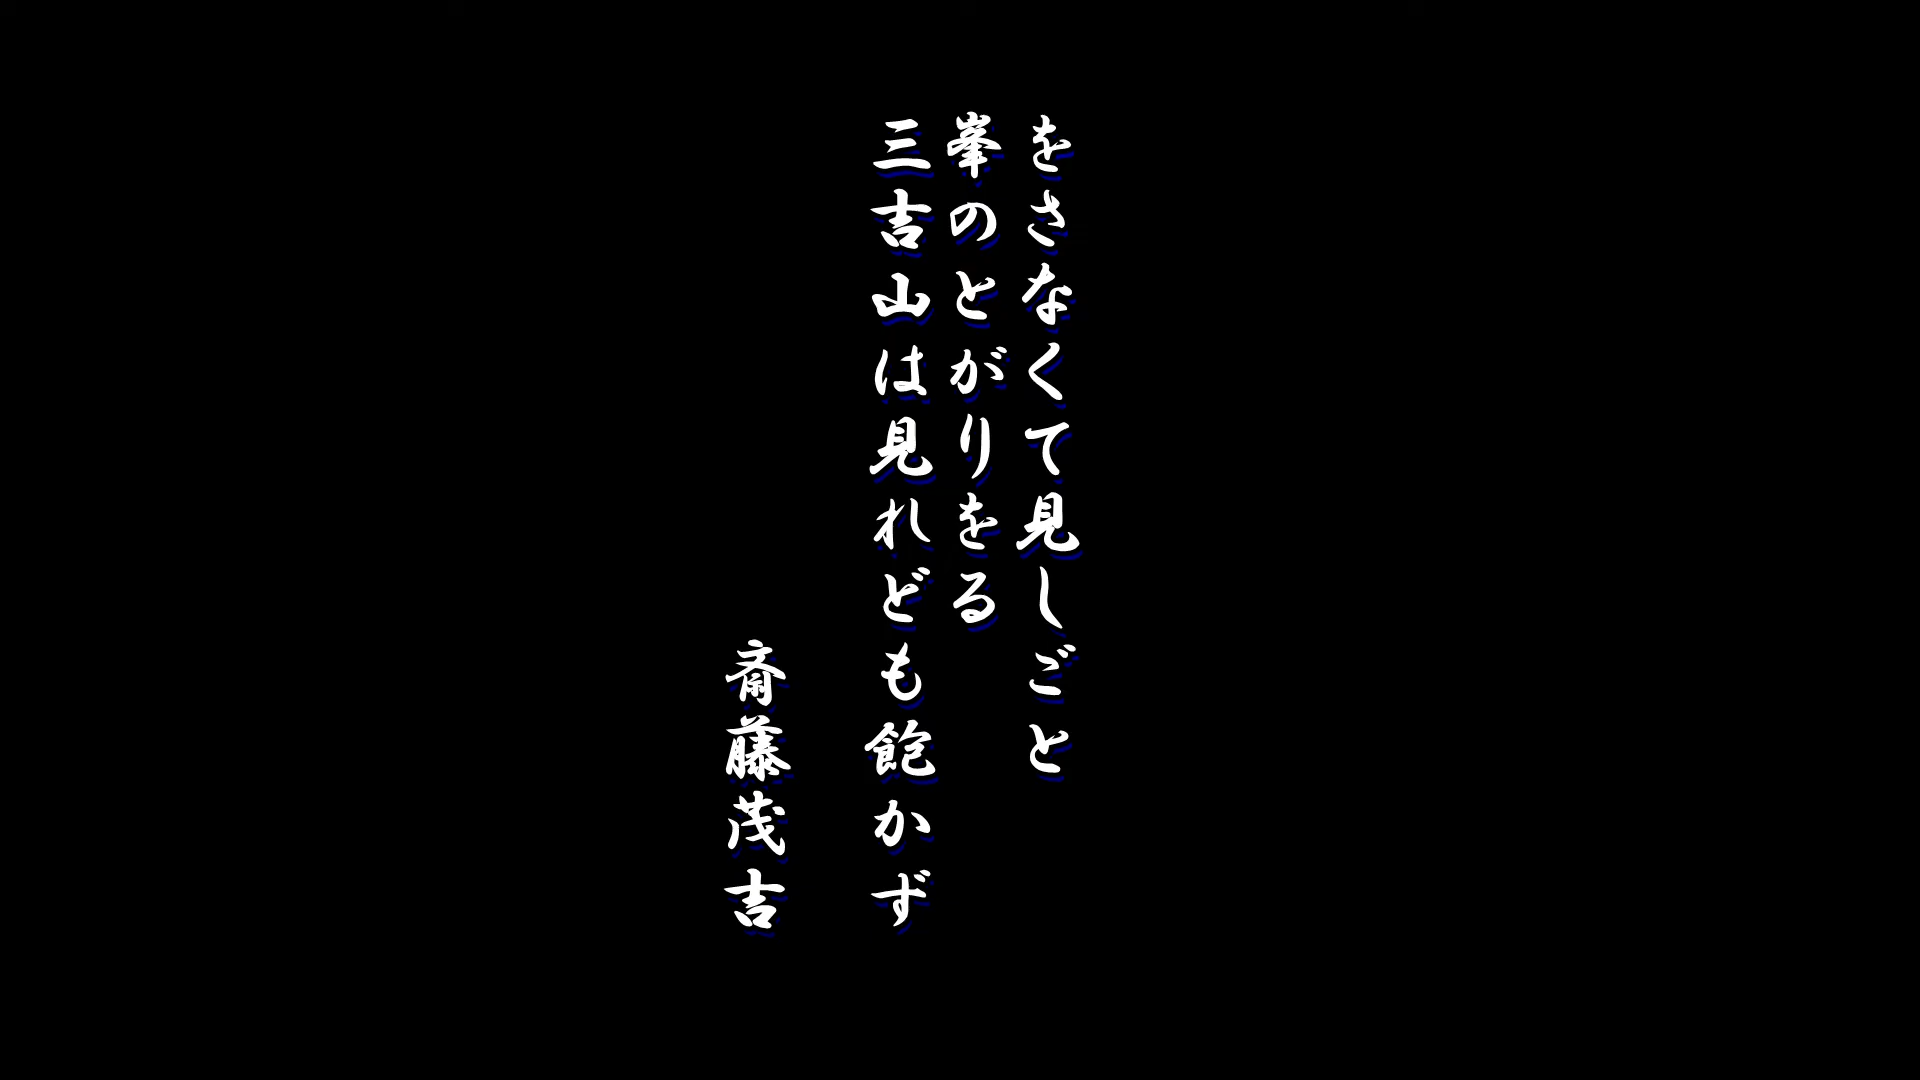 をさなくて見しごと
峯のとがりをる
三吉山は見れども飽かず
斎藤茂吉